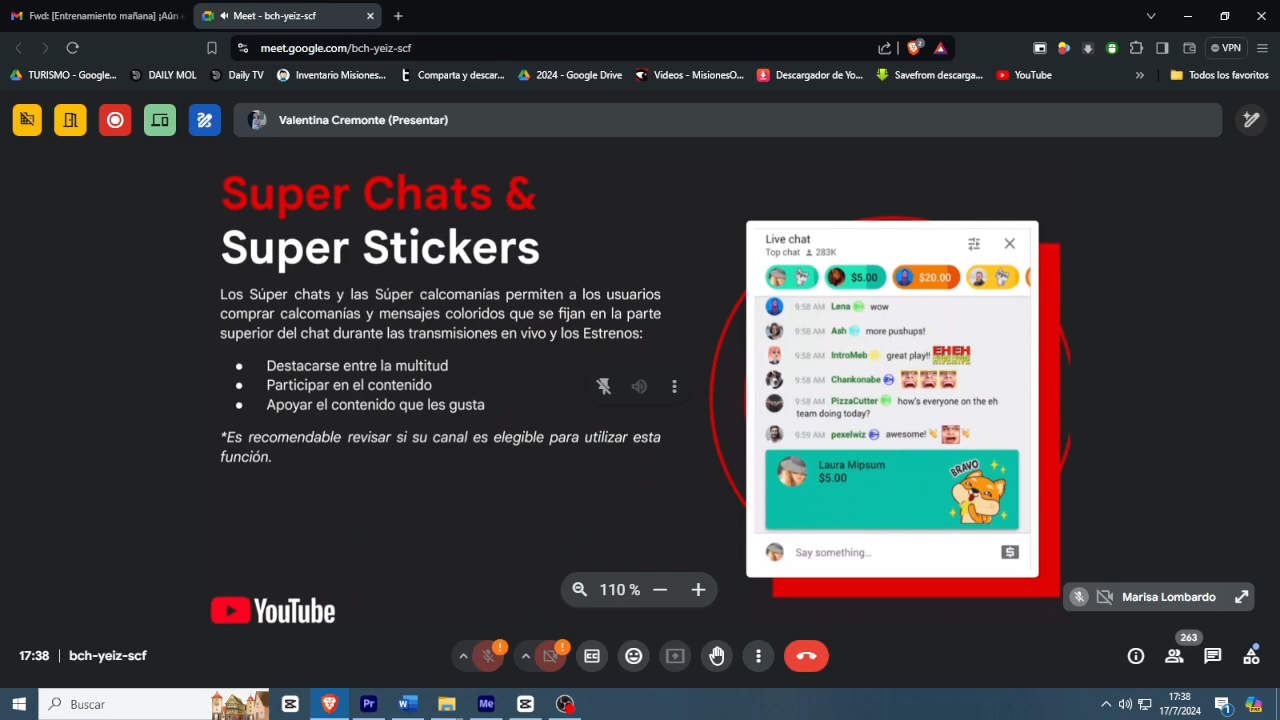 Fwd: [Entrenamiento mañana] ¡Aún
Meet - bch-yeiz-scf
meet.google.com/bch-yeiz-scf
2
VPN
TURISMO - Google...
DAILY MOL
Daily TV
Inventario Misiones...
Comparta y descar...
2024 - Google Drive
Videos - MisionesO...
Descargador de Yo...
Savefrom descarga...
YouTube
»
Todos los favoritos
Valentina Cremonte (Presentar)
Super Chats &
Super Stickers
Los Súper chats y las Súper calcomanías permiten a los usuarios
comprar calcomanías y mensajes coloridos que se fijan en la parte
superior del chat durante las transmisiones en vivo y los Estrenos:
● Destacarse entre la multitud
● Participar en el contenido
● Apoyar el contenido que les gusta
*Es recomendable revisar si su canal es elegible para utilizar esta
función.
YouTube
Live chat
Top chat 283K
$5.00
$20.00
9:58 AM Lena wow
9:58 AM Ash more pushups!
9:58 AM IntroMeb great play!! EHEH
9:58 AM Chankonabe
9:58 AM PizzaCutter how's everyone on the eh
team doing today?
9:59 AM pexelwiz awesome!
Laura Mipsum
$5.00
BRAVO
Say something...
110 %
Marisa Lombardo
263
17:38 | bch-yeiz-scf
CC
Buscar
Pr
Me
17:38
17/7/2024
1